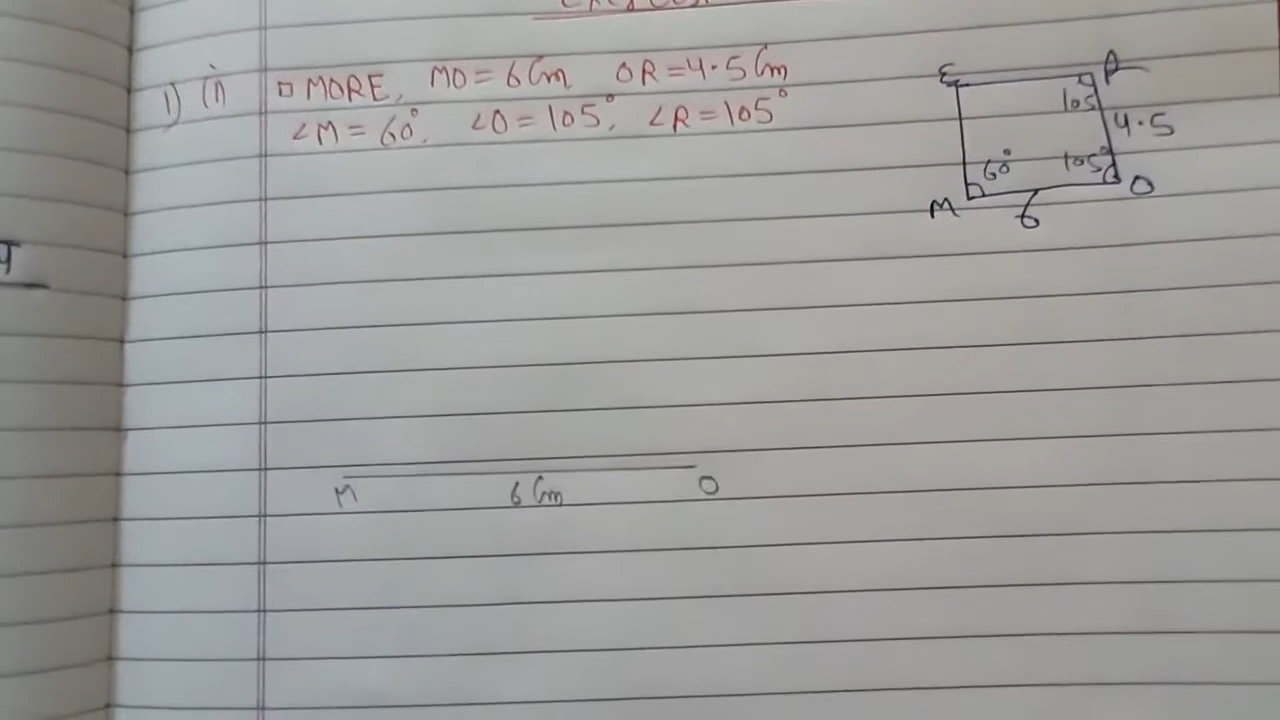 1) (i) □ MORE, MO = 6 Cm OR = 4.5 Cm
∠M = 60°. ∠O = 105°. ∠R = 105°
E R
105
4.5
60° 105°
M 6 O
M 6 Cm O